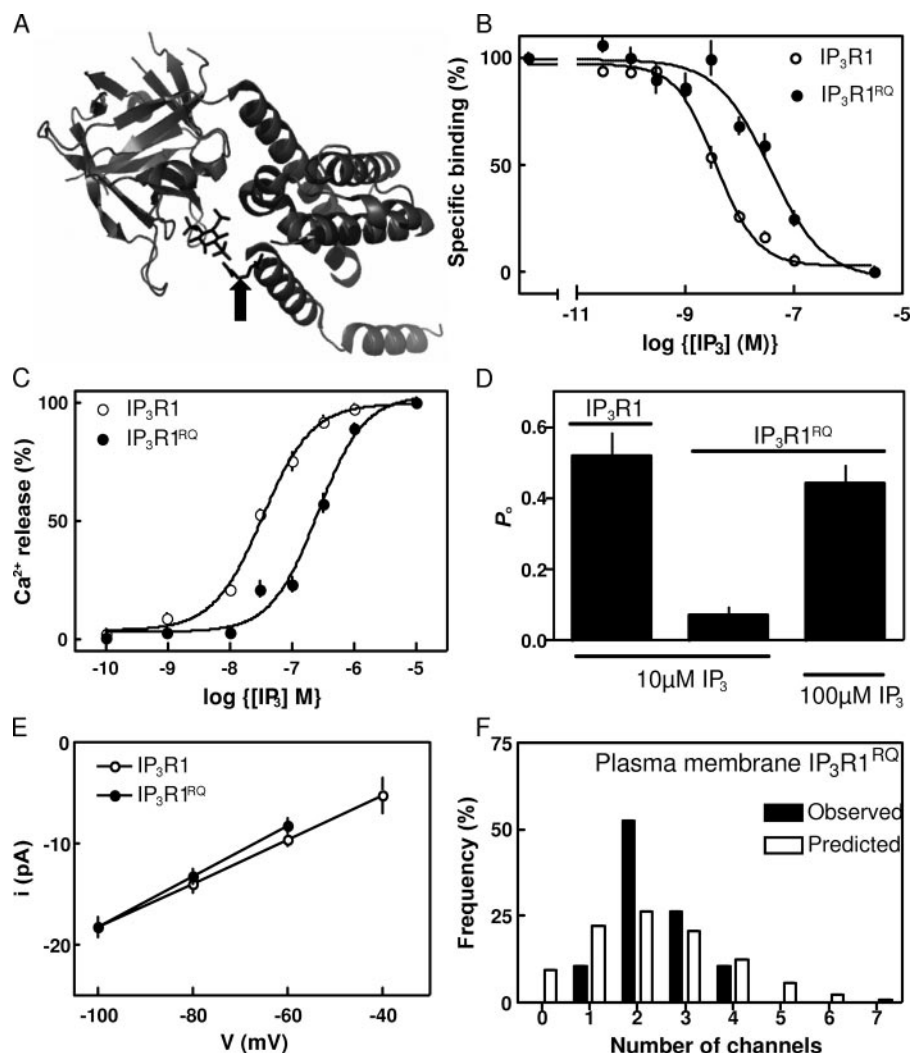 A
B
Specific binding (%)
100
50
0
IP₃R1
IP₃R1ᴿQ
-11
-9
-7
-5
log {[IP₃] (M)}
C
Ca²⁺ release (%)
100
50
0
IP₃R1
IP₃R1ᴿQ
-10
-9
-8
-7
-6
-5
log {[IP₃] M}
D
Pₒ
0.6
0.4
0.2
0.0
IP₃R1
IP₃R1ᴿQ
10µM IP₃
100µM IP₃
E
i (pA)
0
-10
-20
IP₃R1
IP₃R1ᴿQ
-100
-80
-60
-40
V (mV)
F
Frequency (%)
75
50
25
0
Plasma membrane IP₃R1ᴿQ
Observed
Predicted
0 1 2 3 4 5 6 7
Number of channels